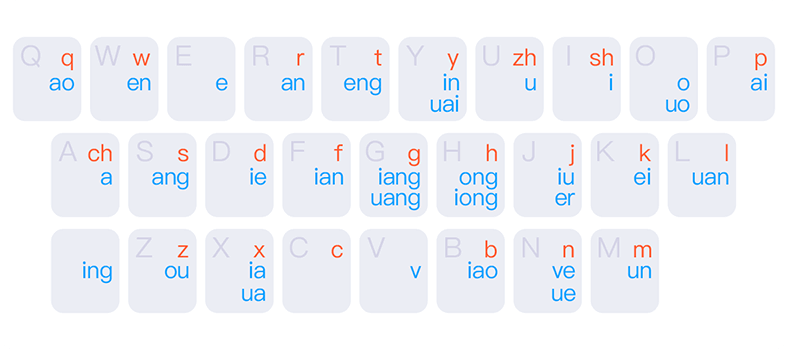 Q q W w E R r T t Y y U zh I sh O P p
ao en e an eng in u i o ai
uai uo
A ch S s D d F f G g H h J j K k L l
a ang ie ian iang ong iu ei uan
uang iong er
Z z X x C c V B b N n M m
ing ou ia v iao ve un
ua ue